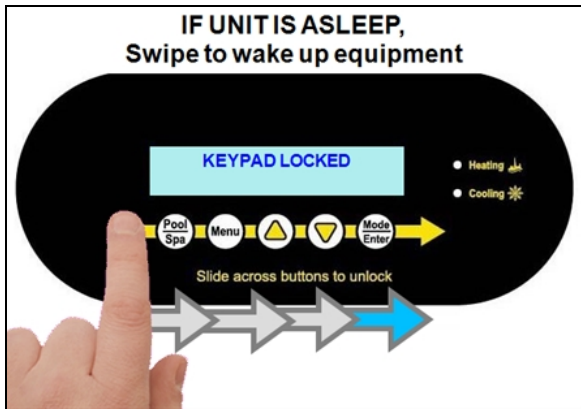 IF UNIT IS ASLEEP,
Swipe to wake up equipment
KEYPAD LOCKED
Heating
Cooling
Pool
Spa
Menu
Mode
Enter
Slide across buttons to unlock